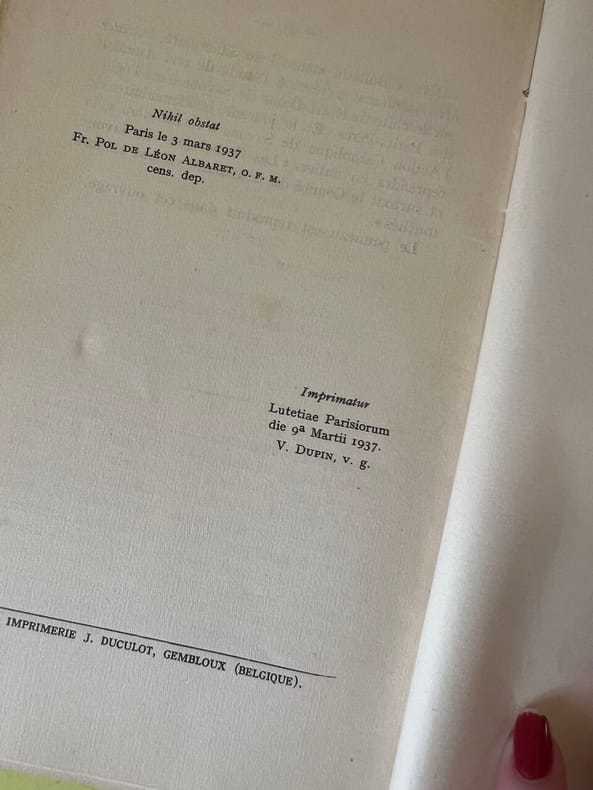 Nihil obstat
Paris le 3 mars 1937
Fr. Pol de Léon Albaret, o. f. m.
cens. dep.
Imprimatur
Lutetiae Parisiorum
die 9ª Martii 1937.
V. Dupin, v. g.
IMPRIMERIE J. DUCULOT, GEMBLOUX (BELGIQUE).